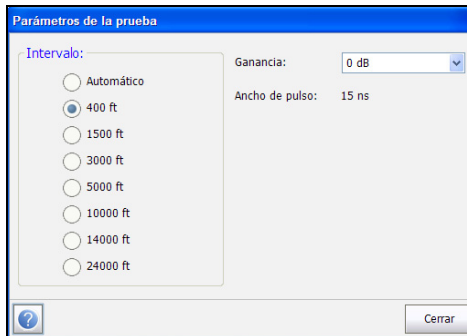 Parámetros de la prueba
Intervalo:
Automático
400 ft
1500 ft
3000 ft
5000 ft
10000 ft
14000 ft
24000 ft
Ganancia: 0 dB
Ancho de pulso: 15 ns
?
Cerrar